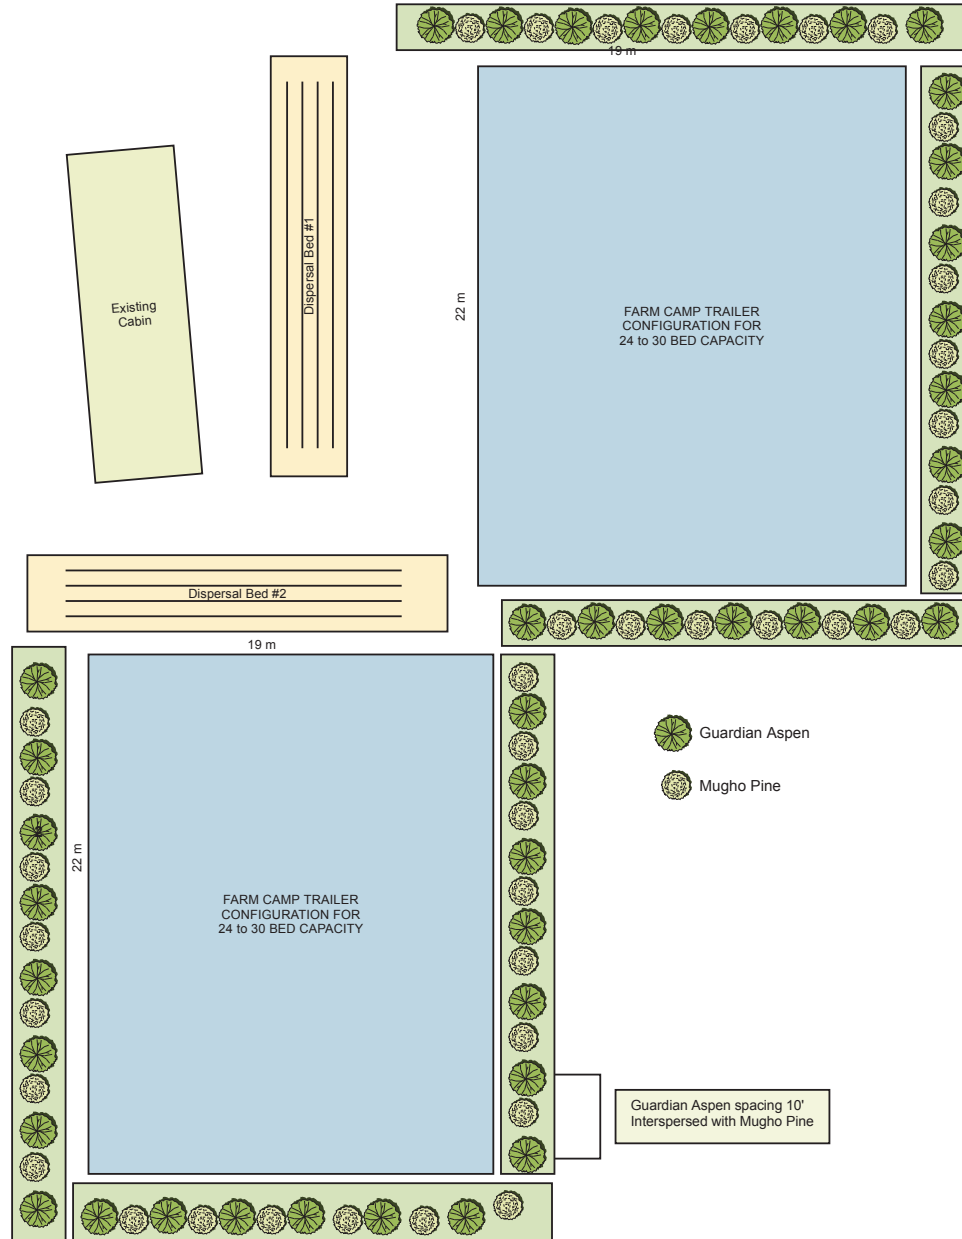 19 m
Dispersal Bed #1
Existing
Cabin
22 m
FARM CAMP TRAILER
CONFIGURATION FOR
24 to 30 BED CAPACITY
Dispersal Bed #2
19 m
Guardian Aspen
Mugho Pine
2
22 m
FARM CAMP TRAILER
CONFIGURATION FOR
24 to 30 BED CAPACITY
Guardian Aspen spacing 10'
Interspersed with Mugho Pine